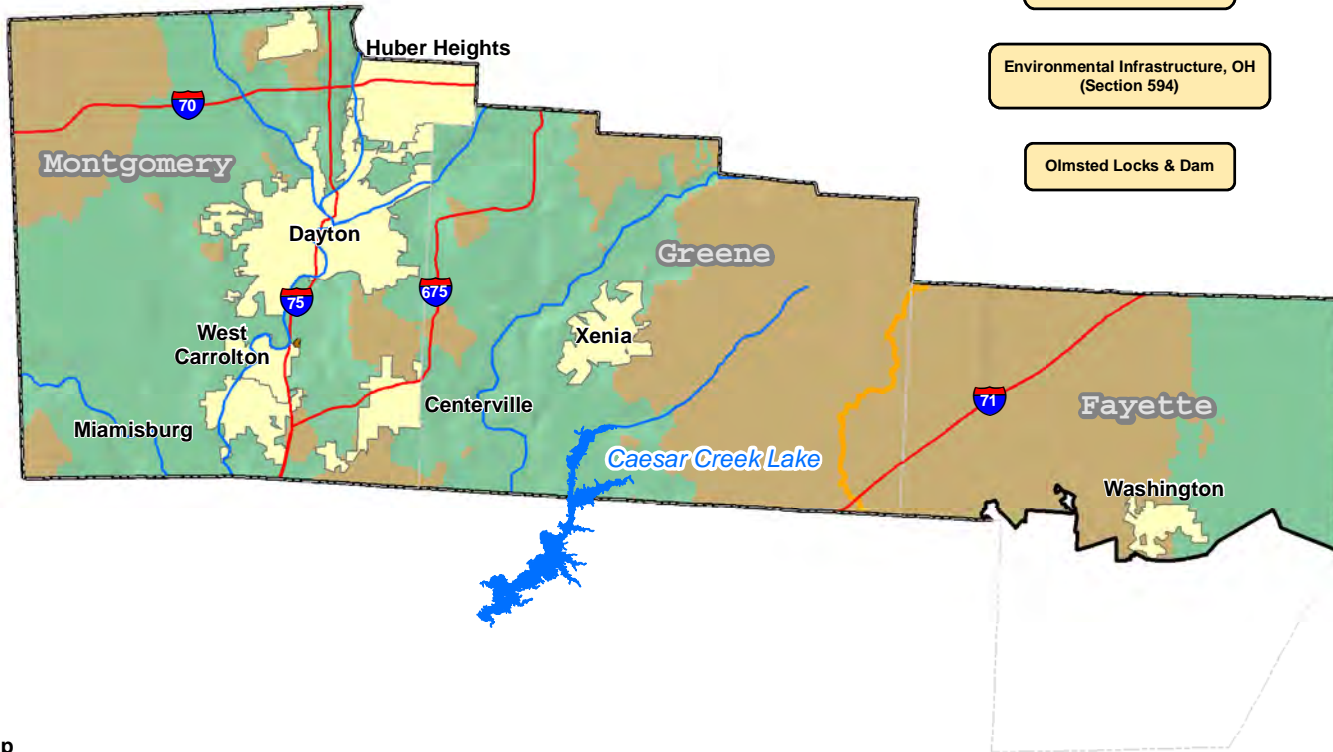 Huber Heights
Environmental Infrastructure, OH
(Section 594)
70
Montgomery
Olmsted Locks & Dam
Dayton
Greene
675
75
West
Carrolton
Xenia
71
Centerville
Fayette
Miamisburg
Caesar Creek Lake
Washington
p